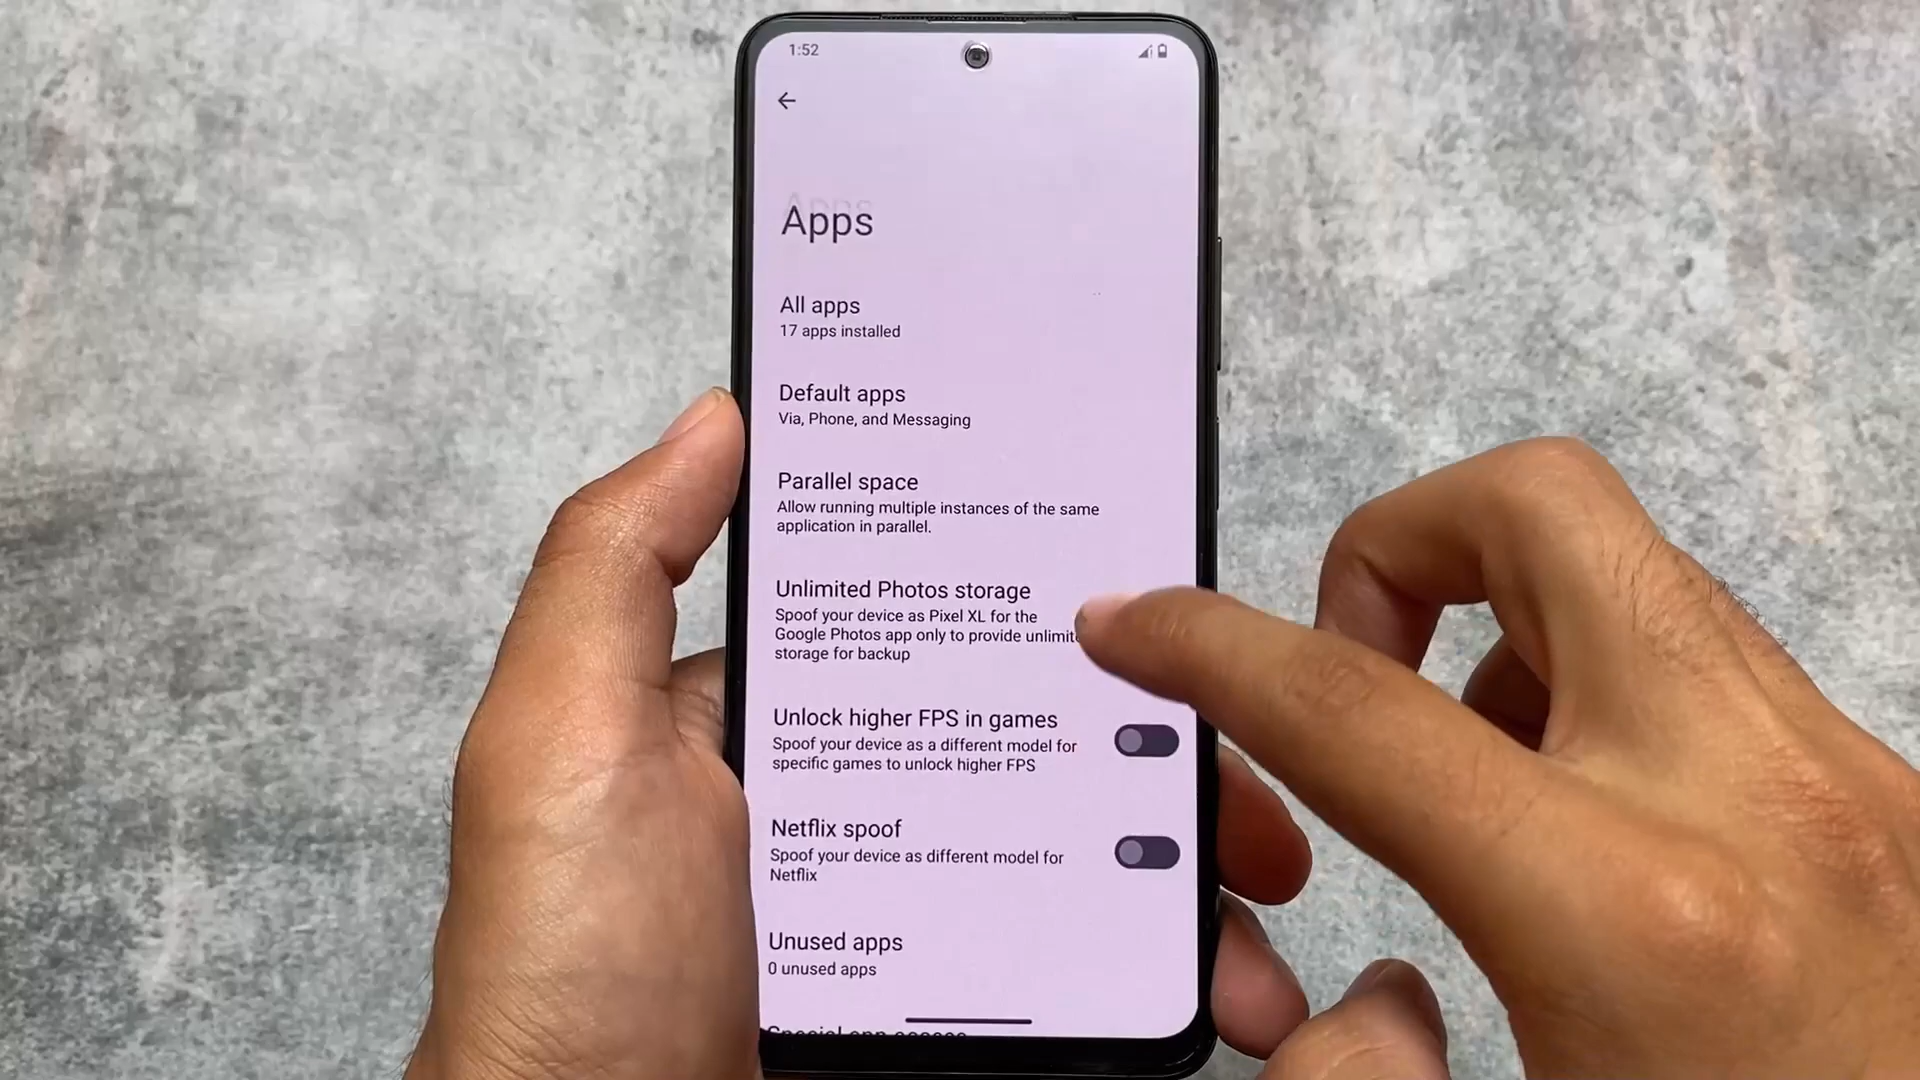 1:52
Apps
All apps
17 apps installed
Default apps
Via, Phone, and Messaging
Parallel space
Allow running multiple instances of the same
application in parallel.
Unlimited Photos storage
Spoof your device as Pixel XL for the
Google Photos app only to provide
storage for backup
Unlock higher FPS in games
Spoof your device as a different model for
specific games to unlock higher FPS
Netflix spoof
Spoof your device as different model for
Netflix
Unused apps
0 unused apps
Special app access